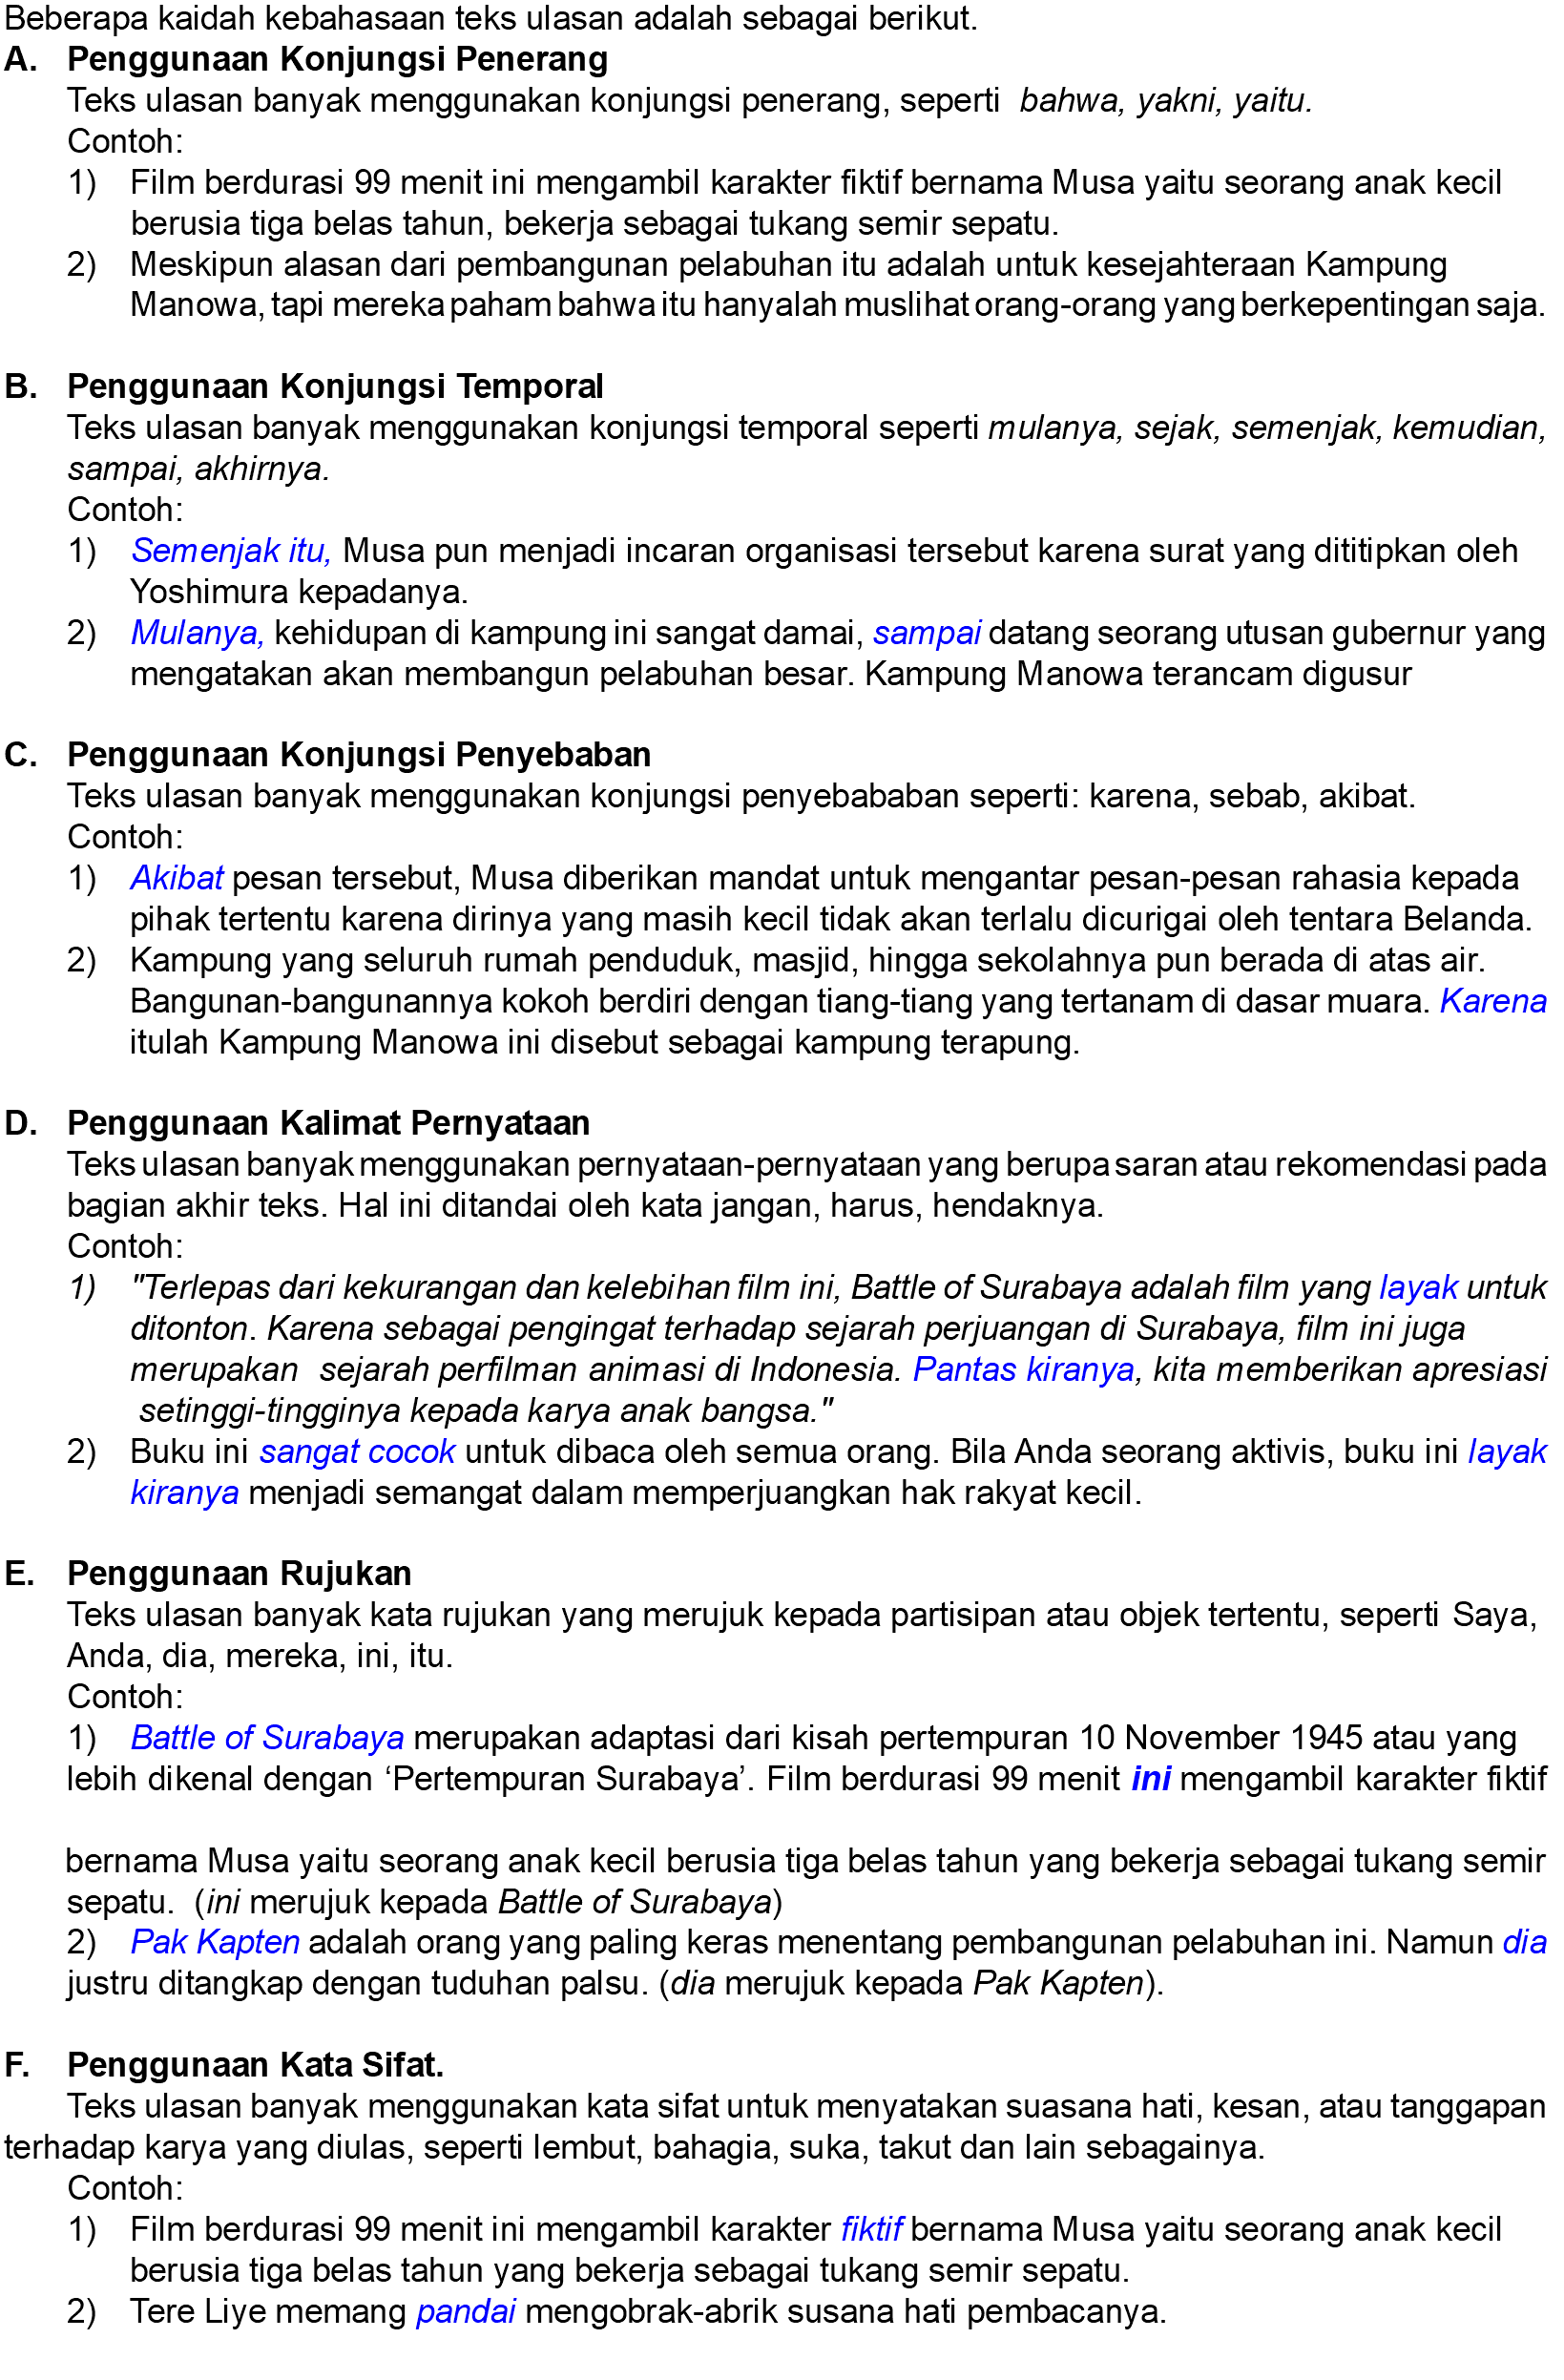 Beberapa kaidah kebahasaan teks ulasan adalah sebagai berikut.
A. Penggunaan Konjungsi Penerang
Teks ulasan banyak menggunakan konjungsi penerang, seperti bahwa, yakni, yaitu.
Contoh:
1) Film berdurasi 99 menit ini mengambil karakter fiktif bernama Musa yaitu seorang anak kecil
berusia tiga belas tahun, bekerja sebagai tukang semir sepatu.
2) Meskipun alasan dari pembangunan pelabuhan itu adalah untuk kesejahteraan Kampung
Manowa, tapi mereka paham bahwa itu hanyalah muslihat orang-orang yang berkepentingan saja.
B. Penggunaan Konjungsi Temporal
Teks ulasan banyak menggunakan konjungsi temporal seperti mulanya, sejak, semenjak, kemudian,
sampai, akhirnya.
Contoh:
1) Semenjak itu, Musa pun menjadi incaran organisasi tersebut karena surat yang dititipkan oleh
Yoshimura kepadanya.
2) Mulanya, kehidupan di kampung ini sangat damai, sampai datang seorang utusan gubernur yang
mengatakan akan membangun pelabuhan besar. Kampung Manowa terancam digusur
C. Penggunaan Konjungsi Penyebaban
Teks ulasan banyak menggunakan konjungsi penyebababan seperti: karena, sebab, akibat.
Contoh:
1) Akibat pesan tersebut, Musa diberikan mandat untuk mengantar pesan-pesan rahasia kepada
pihak tertentu karena dirinya yang masih kecil tidak akan terlalu dicurigai oleh tentara Belanda.
2) Kampung yang seluruh rumah penduduk, masjid, hingga sekolahnya pun berada di atas air.
Bangunan-bangunannya kokoh berdiri dengan tiang-tiang yang tertanam di dasar muara. Karena
itulah Kampung Manowa ini disebut sebagai kampung terapung.
D. Penggunaan Kalimat Pernyataan
Teks ulasan banyak menggunakan pernyataan-pernyataan yang berupa saran atau rekomendasi pada
bagian akhir teks. Hal ini ditandai oleh kata jangan, harus, hendaknya.
Contoh:
1) "Terlepas dari kekurangan dan kelebihan film ini, Battle of Surabaya adalah film yang layak untuk
ditonton. Karena sebagai pengingat terhadap sejarah perjuangan di Surabaya, film ini juga
merupakan sejarah perfilman animasi di Indonesia. Pantas kiranya, kita memberikan apresiasi
setinggi-tingginya kepada karya anak bangsa."
2) Buku ini sangat cocok untuk dibaca oleh semua orang. Bila Anda seorang aktivis, buku ini layak
kiranya menjadi semangat dalam memperjuangkan hak rakyat kecil.
E. Penggunaan Rujukan
Teks ulasan banyak kata rujukan yang merujuk kepada partisipan atau objek tertentu, seperti Saya,
Anda, dia, mereka, ini, itu.
Contoh:
1) Battle of Surabaya merupakan adaptasi dari kisah pertempuran 10 November 1945 atau yang
lebih dikenal dengan ‘Pertempuran Surabaya’. Film berdurasi 99 menit ini mengambil karakter fiktif
bernama Musa yaitu seorang anak kecil berusia tiga belas tahun yang bekerja sebagai tukang semir
sepatu. (ini merujuk kepada Battle of Surabaya)
2) Pak Kapten adalah orang yang paling keras menentang pembangunan pelabuhan ini. Namun dia
justru ditangkap dengan tuduhan palsu. (dia merujuk kepada Pak Kapten).
F. Penggunaan Kata Sifat.
Teks ulasan banyak menggunakan kata sifat untuk menyatakan suasana hati, kesan, atau tanggapan
terhadap karya yang diulas, seperti lembut, bahagia, suka, takut dan lain sebagainya.
Contoh:
1) Film berdurasi 99 menit ini mengambil karakter fiktif bernama Musa yaitu seorang anak kecil
berusia tiga belas tahun yang bekerja sebagai tukang semir sepatu.
2) Tere Liye memang pandai mengobrak-abrik susana hati pembacanya.